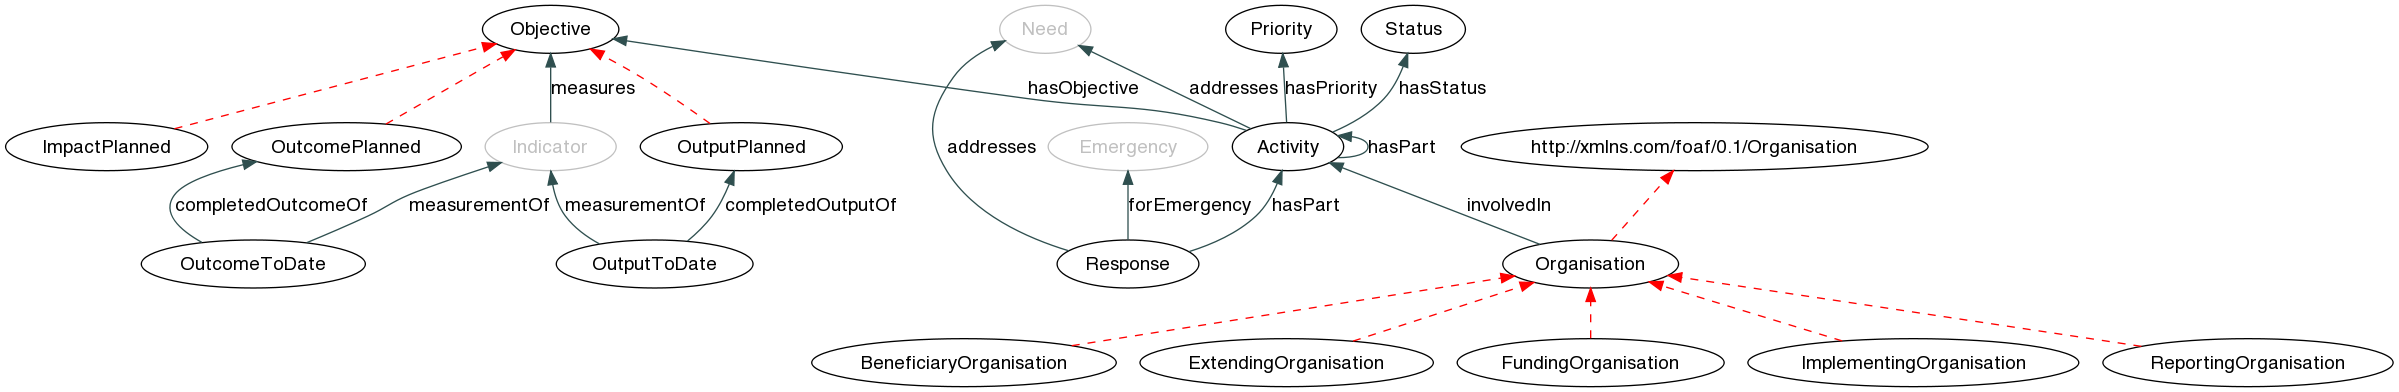 Objective
Need
Priority
Status
measures
hasObjective
addresses
hasPriority
hasStatus
ImpactPlanned
OutcomePlanned
Indicator
OutputPlanned
addresses
Emergency
Activity
hasPart
http://xmlns.com/foaf/0.1/Organisation
completedOutcomeOf
measurementOf
measurementOf
completedOutputOf
forEmergency
hasPart
involvedIn
OutcomeToDate
OutputToDate
Response
Organisation
BeneficiaryOrganisation
ExtendingOrganisation
FundingOrganisation
ImplementingOrganisation
ReportingOrganisation